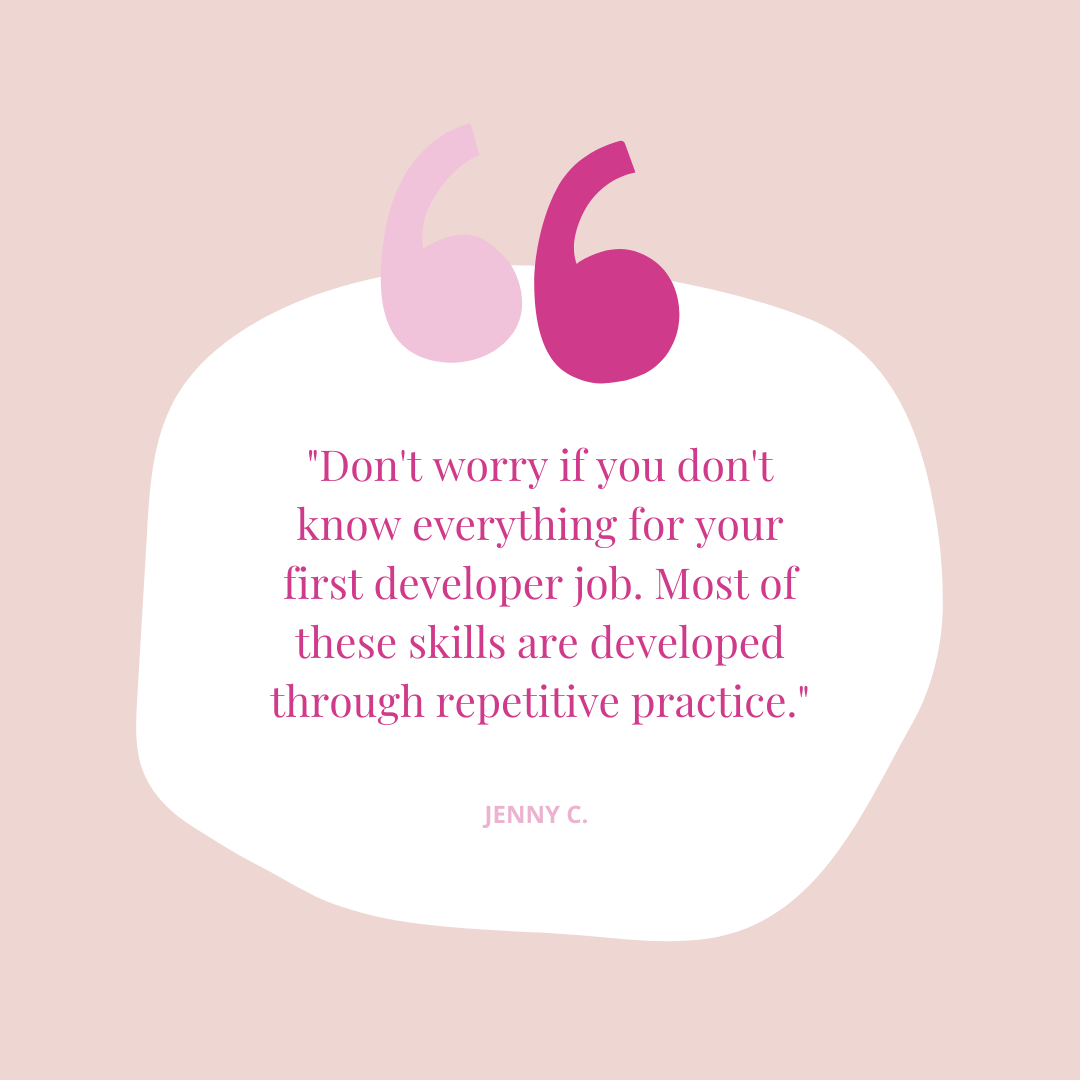 "Don't worry if you don't
know everything for your
first developer job. Most of
these skills are developed
through repetitive practice."
JENNY C.